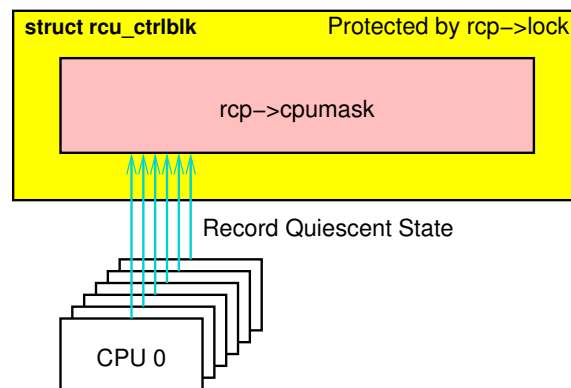 struct rcu_ctrlblk Protected by rcp->lock
rcp->cpumask
Record Quiescent State
CPU 0